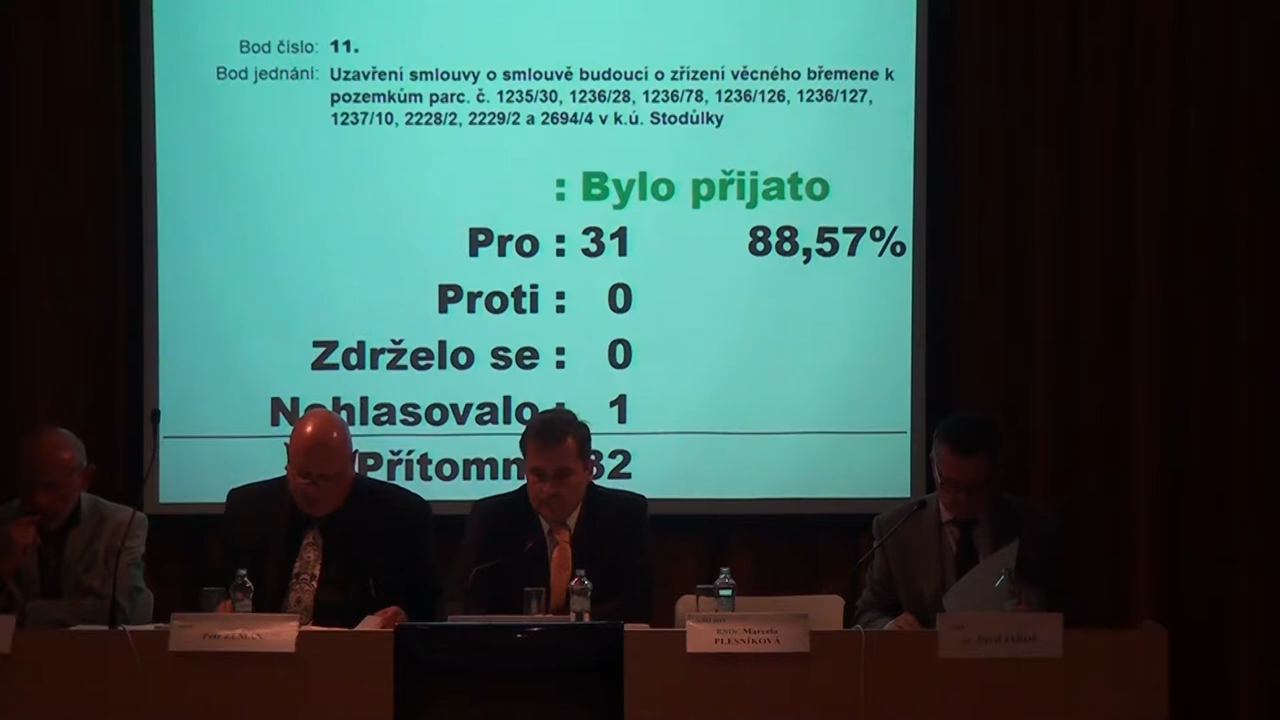 Bod číslo: 11.
Bod jednání: Uzavření smlouvy o smlouvě budoucí o zřízení věcného břemene k
pozemkům parc. č. 1235/30, 1236/28, 1236/78, 1236/126, 1236/127,
1237/10, 2228/2, 2229/2 a 2694/4 v k.ú. Stodůlky
: Bylo přijato
Pro : 31 88,57%
Proti : 0
Zdrželo se : 0
Nehlasovalo : 1
Přítomn 32
Petr ZEMAN
RNDr. Marcela
PLESNÍKOVÁ
Pavel JAROŠ